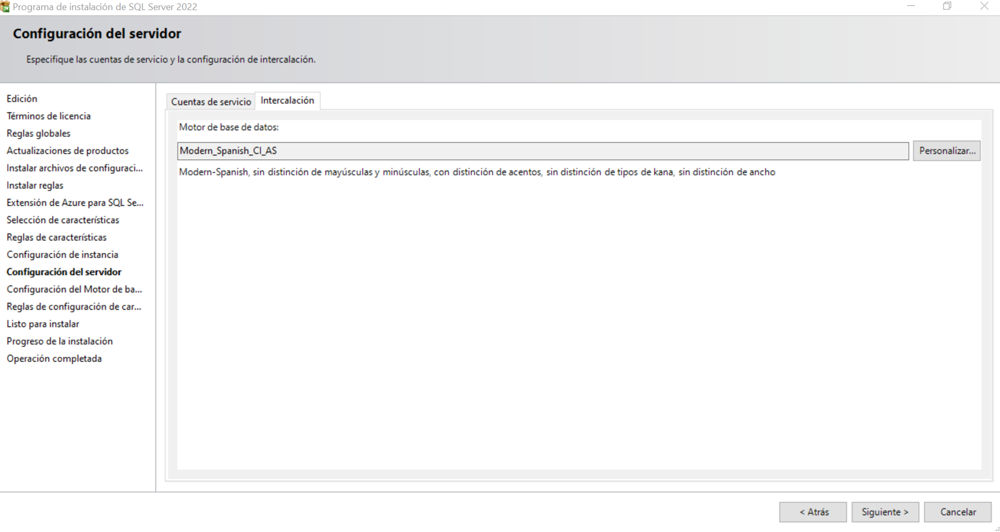 Programa de instalación de SQL Server 2022
Configuración del servidor
Especifique las cuentas de servicio y la configuración de intercalación.
Edición
Términos de licencia
Reglas globales
Actualizaciones de productos
Instalar archivos de configuraci...
Instalar reglas
Extensión de Azure para SQL Se...
Selección de características
Reglas de características
Configuración de instancia
Configuración del servidor
Configuración del Motor de ba...
Reglas de configuración de car...
Listo para instalar
Progreso de la instalación
Operación completada
Cuentas de servicio
Intercalación
Motor de base de datos:
Modern_Spanish_CI_AS
Personalizar...
Modern-Spanish, sin distinción de mayúsculas y minúsculas, con distinción de acentos, sin distinción de tipos de kana, sin distinción de ancho
< Atrás
Siguiente >
Cancelar